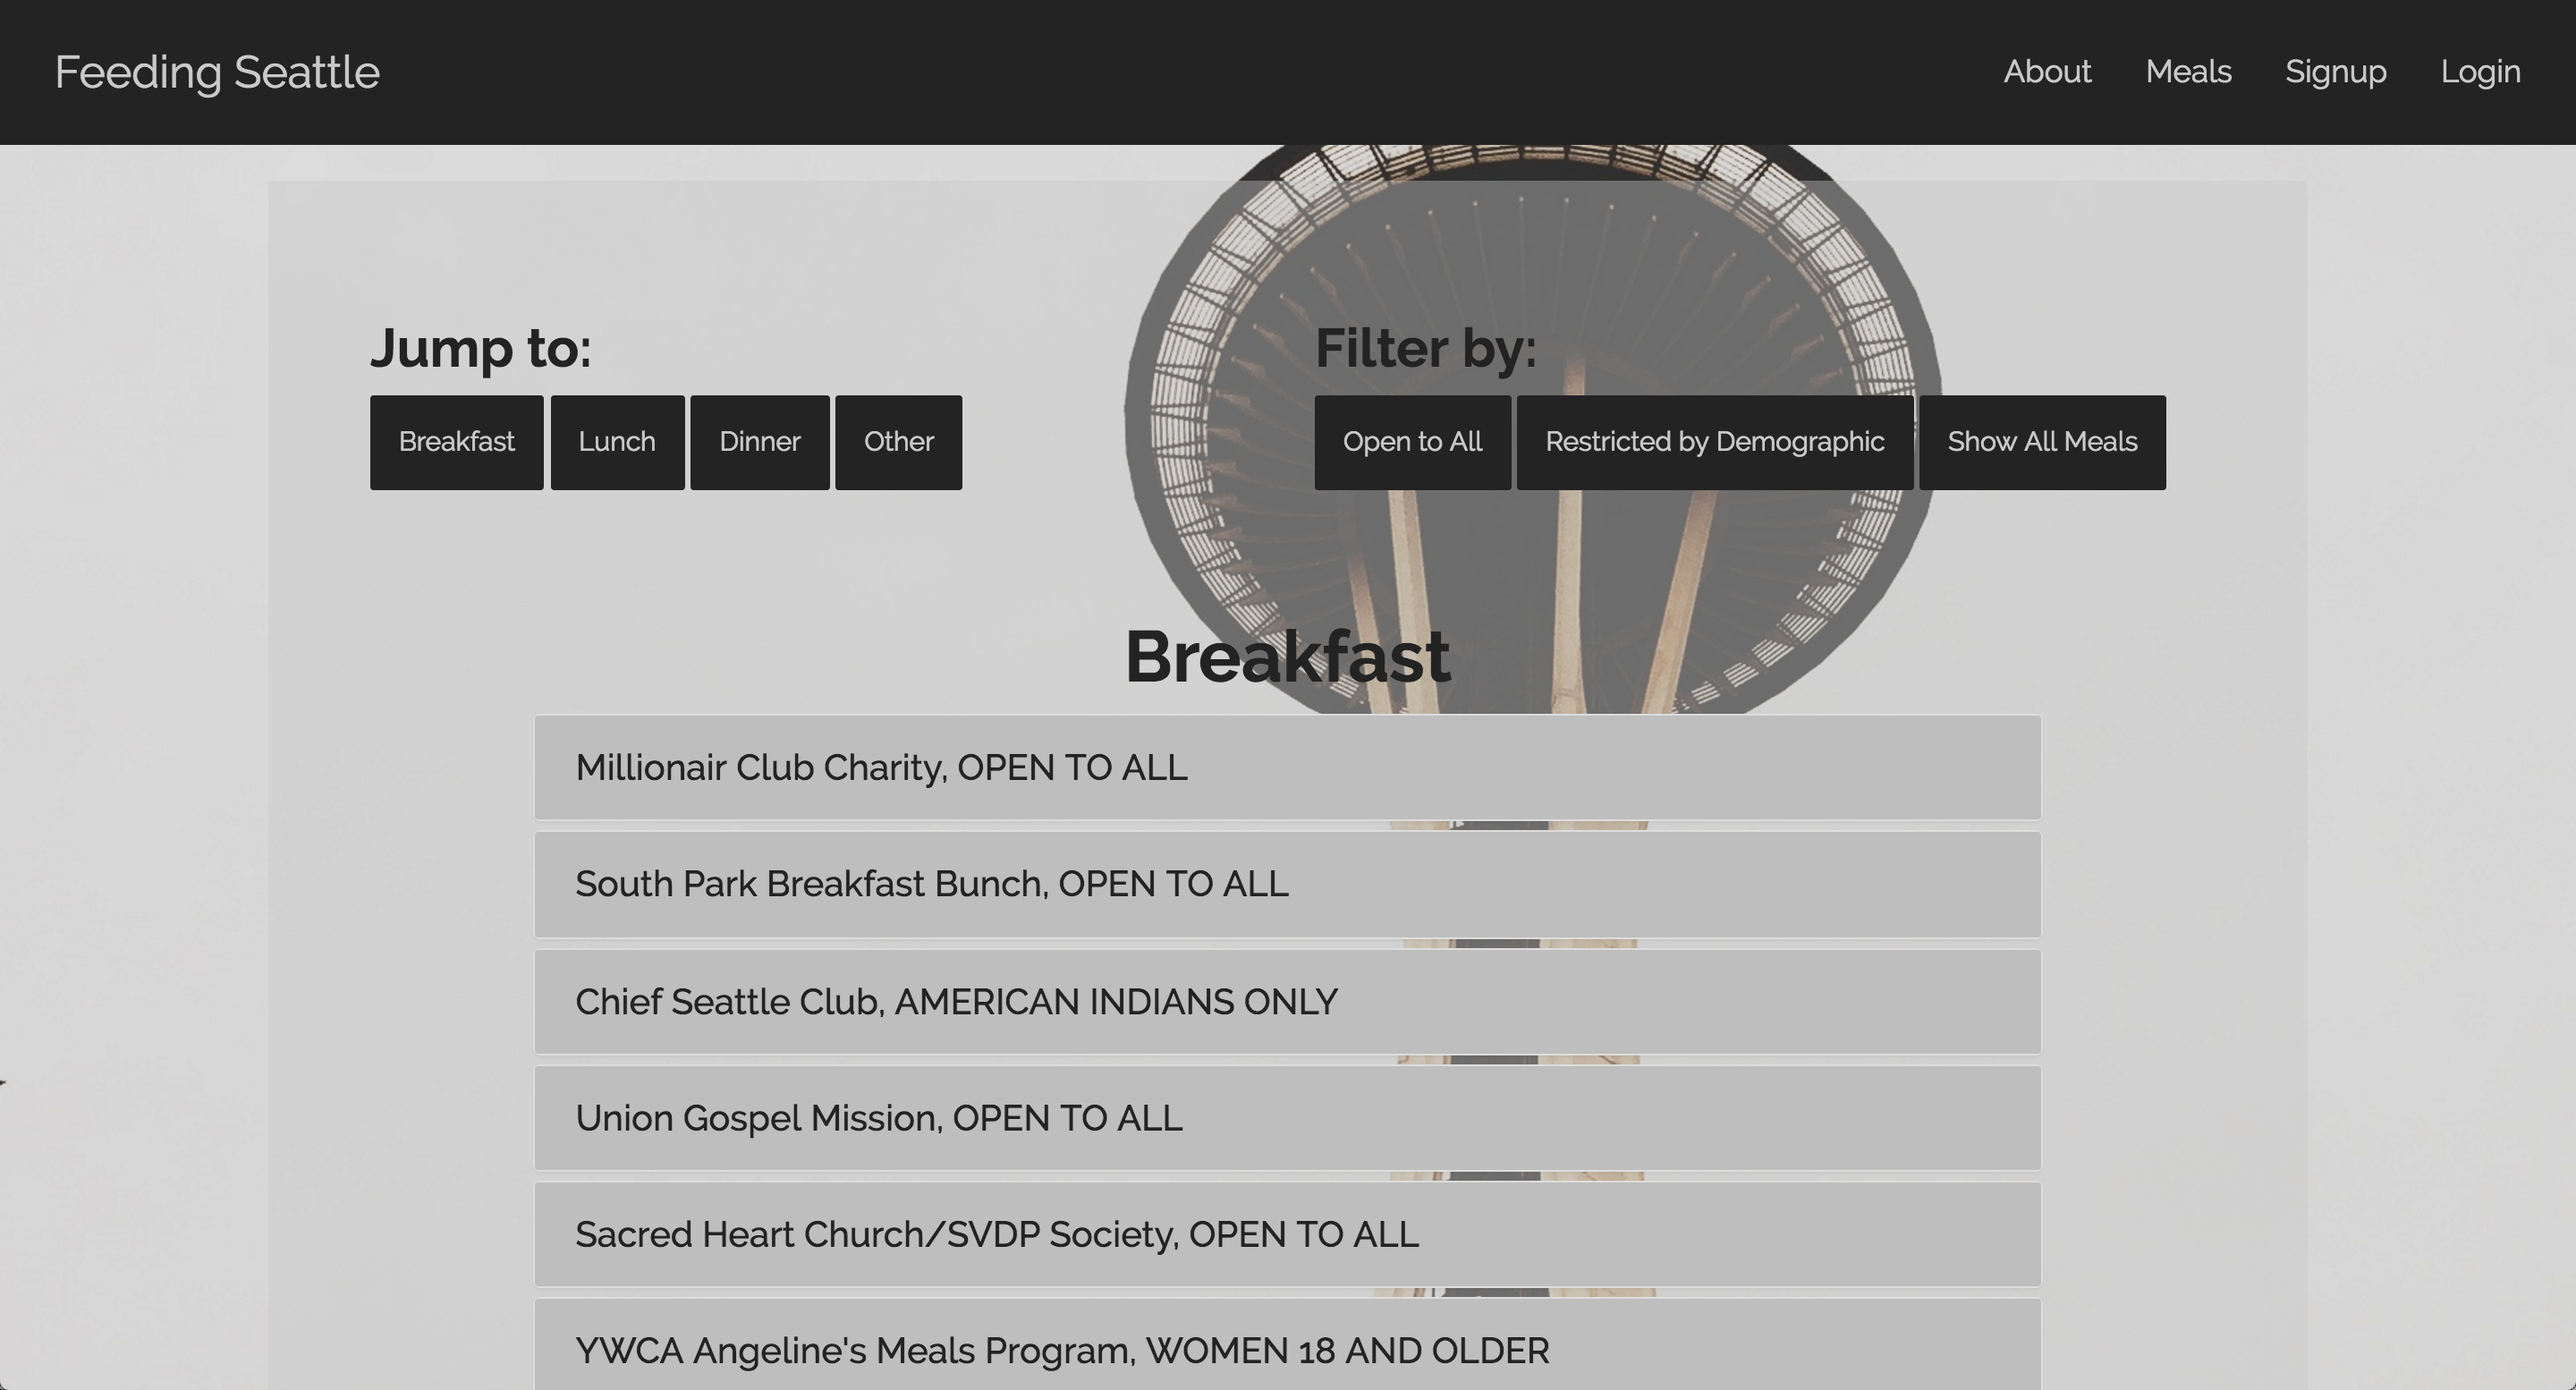 Feeding Seattle
About Meals Signup Login
Jump to:
Breakfast Lunch Dinner Other
Filter by:
Open to All Restricted by Demographic Show All Meals
Breakfast
Millionair Club Charity, OPEN TO ALL
South Park Breakfast Bunch, OPEN TO ALL
Chief Seattle Club, AMERICAN INDIANS ONLY
Union Gospel Mission, OPEN TO ALL
Sacred Heart Church/SVDP Society, OPEN TO ALL
YWCA Angeline's Meals Program, WOMEN 18 AND OLDER